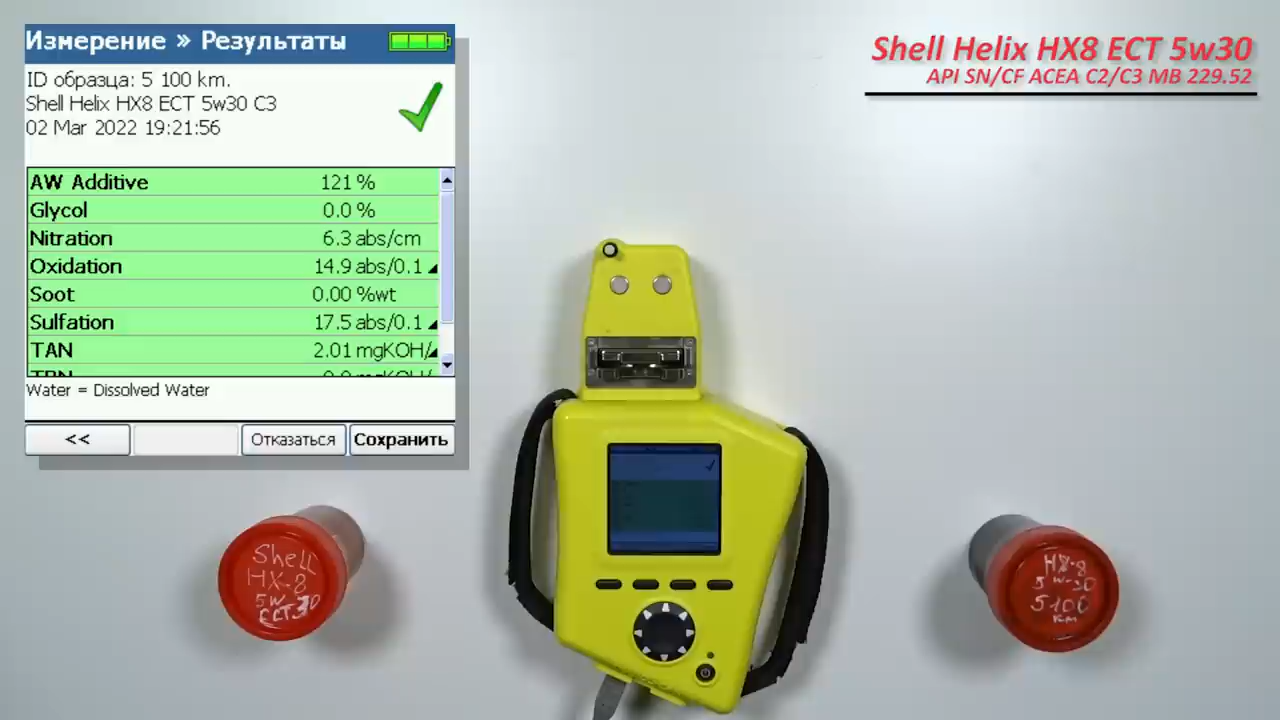 Измерение » Результаты
ID образца: 5 100 km.
Shell Helix HX8 ECT 5w30 C3
02 Mar 2022 19:21:56
AW Additive 121 %
Glycol 0.0 %
Nitration 6.3 abs/cm
Oxidation 14.9 abs/0.1
Soot 0.00 %wt
Sulfation 17.5 abs/0.1
TAN 2.01 mgKOH/
Water = Dissolved Water
<<
Отказаться
Сохранить
Shell Helix HX8 ECT 5w30
API SN/CF ACEA C2/C3 MB 229.52
Shell
HX-8
5w30
ECT
HX-8
5w-30
5100
км